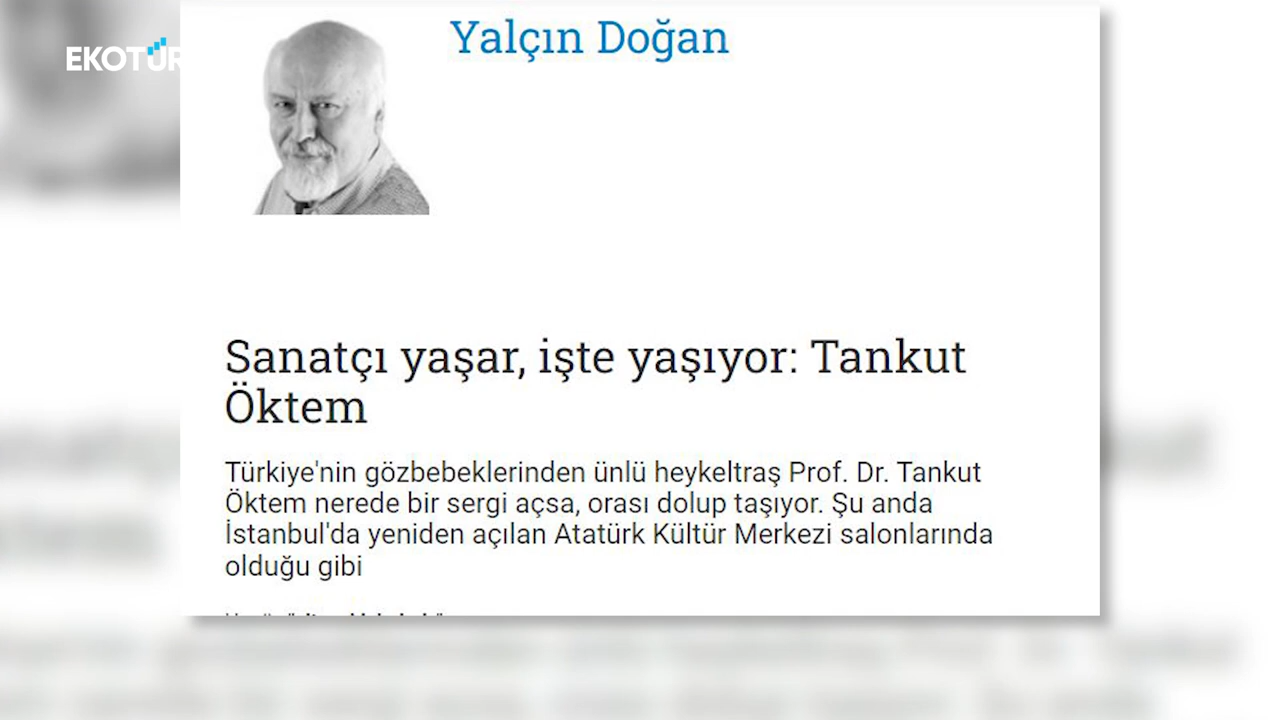 EKOTÜR
Yalçın Doğan
Sanatçı yaşar, işte yaşıyor: Tankut
Öktem
Türkiye'nin gözbebeklerinden ünlü heykeltraş Prof. Dr. Tankut
Öktem nerede bir sergi açsa, orası dolup taşıyor. Şu anda
İstanbul'da yeniden açılan Atatürk Kültür Merkezi salonlarında
olduğu gibi